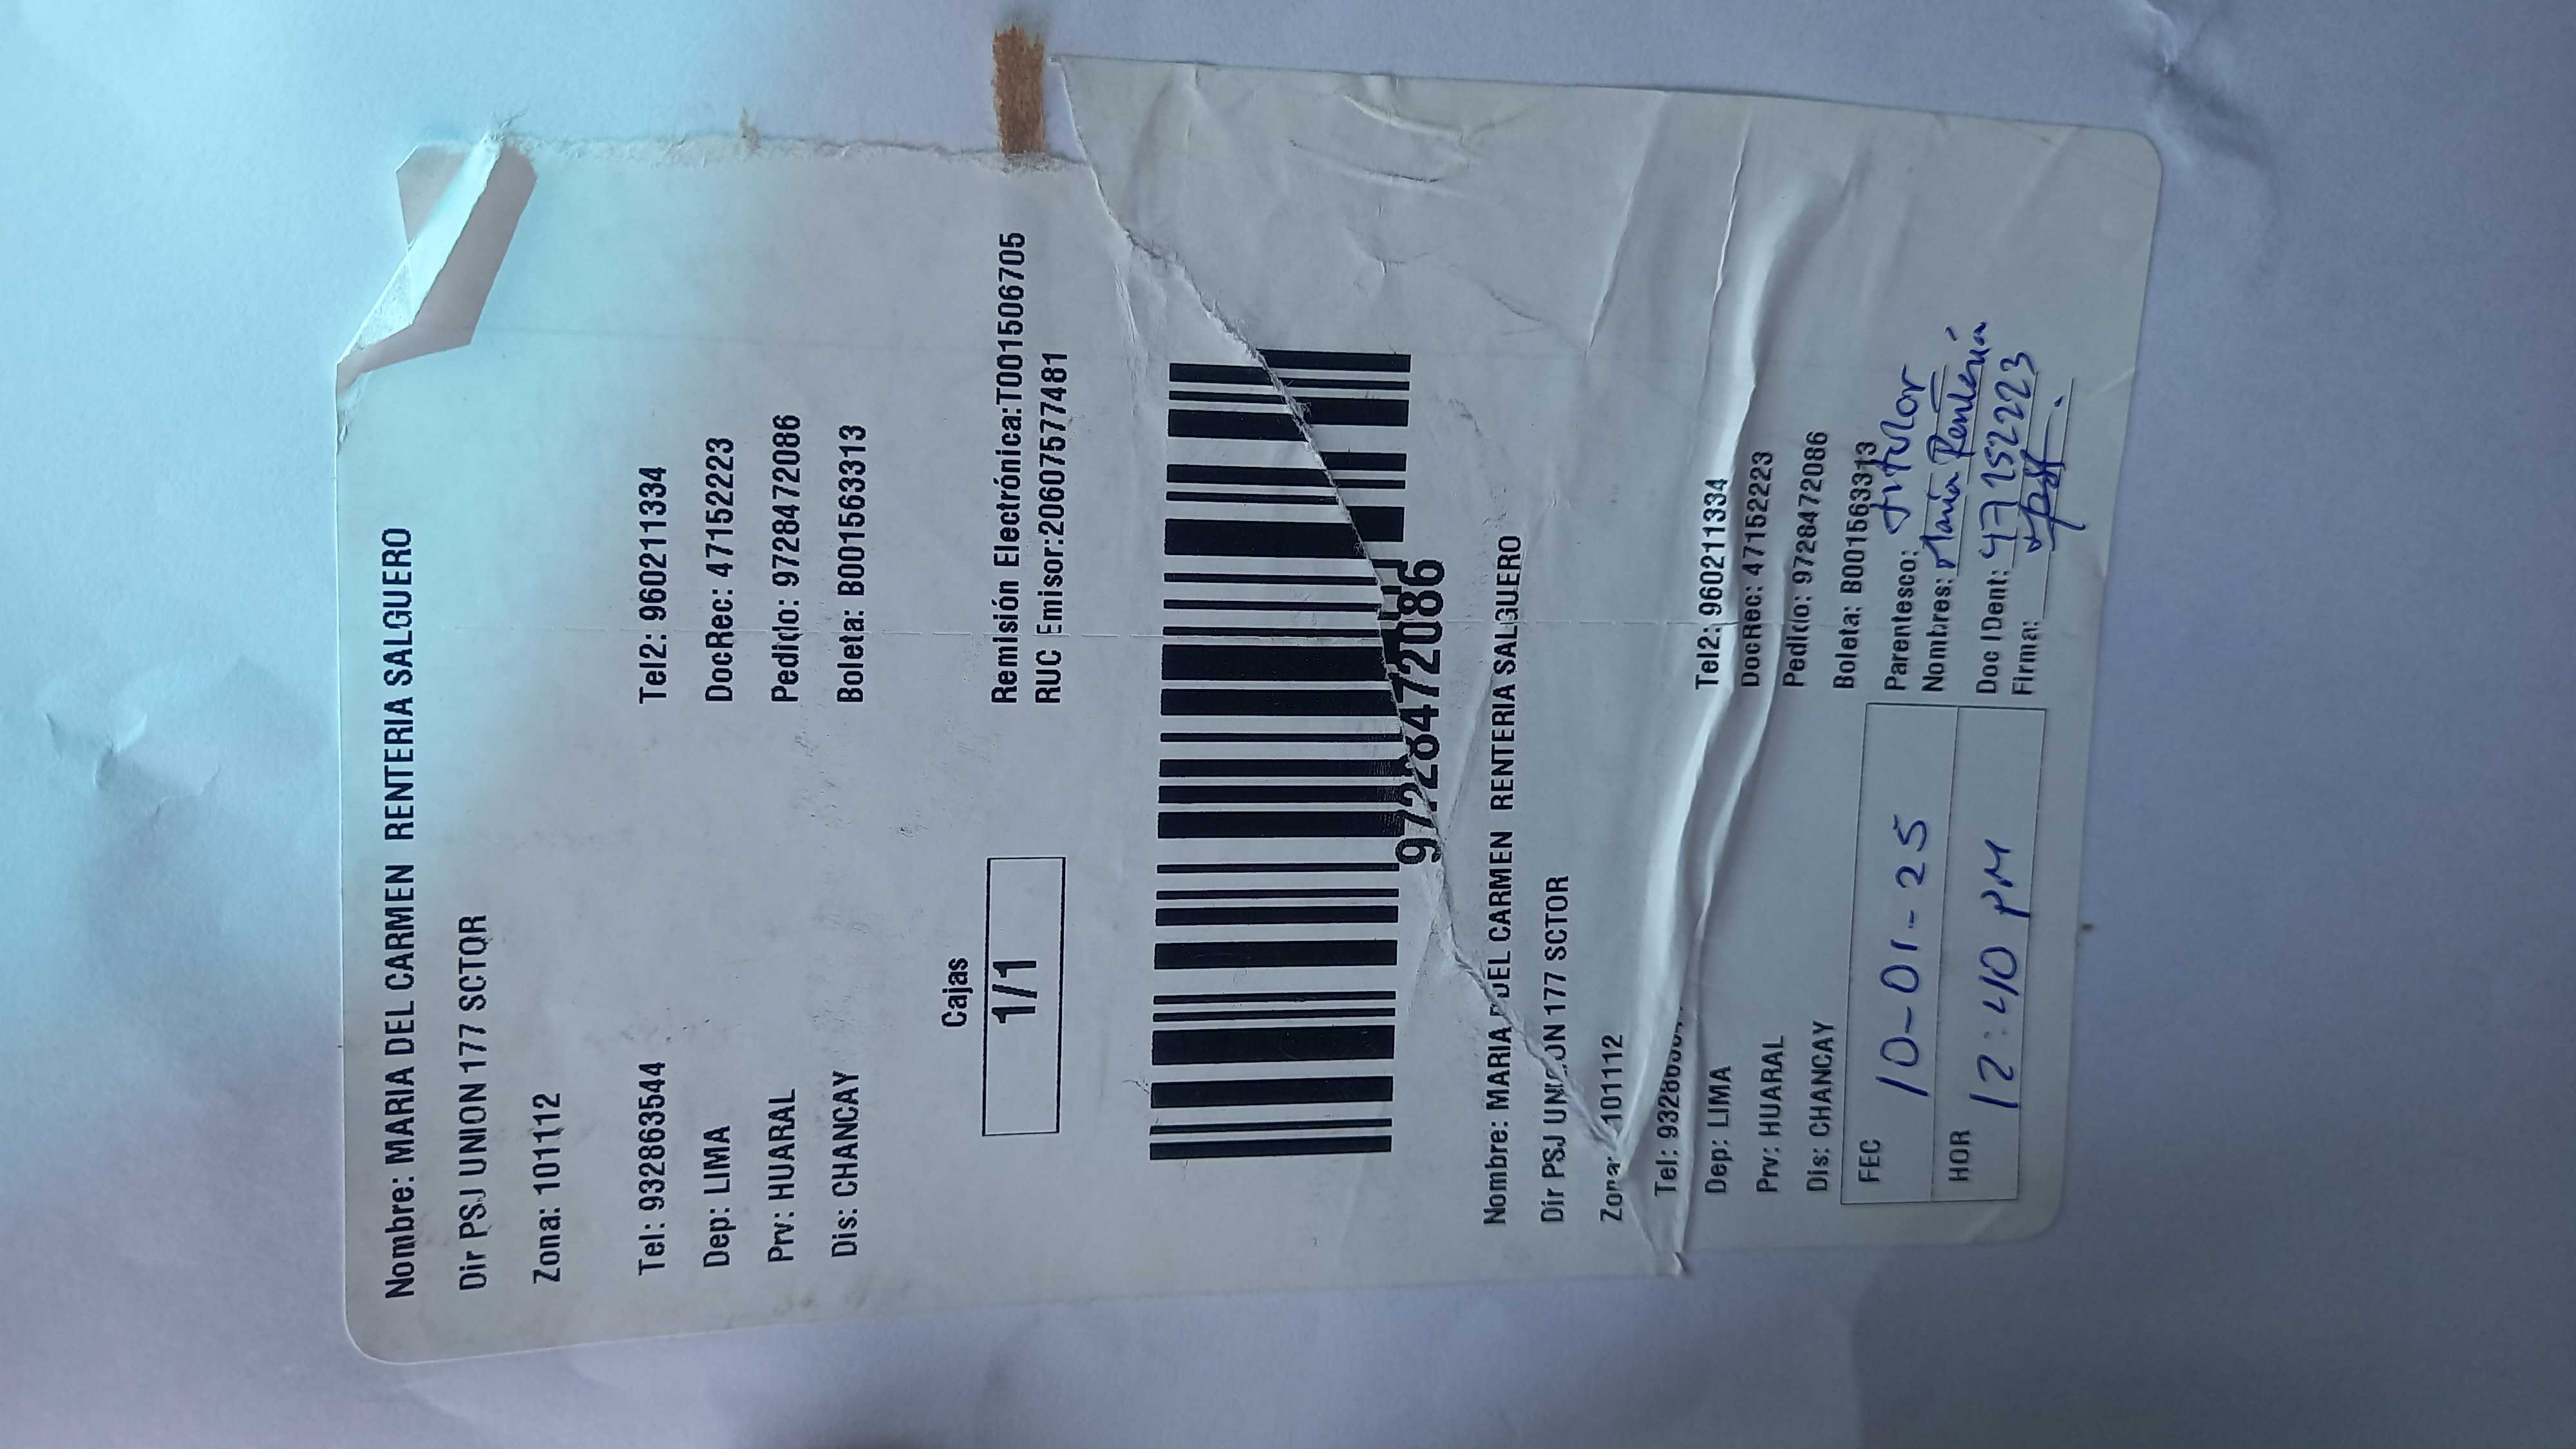 Nombre: MARIA DEL CARMEN RENTERIA SALGUERO
Dir PSJ UNION 177 SCTOR
Zona: 101112
Tel: 932863544 Tel2: 960211334
Dep: LIMA DocRec: 47152223
Prv: HUARAL Pedido: 9728472086
Dis: CHANCAY Boleta: B001563313
Cajas
1/1
Remisión Electrónica:T001506705
RUC Emisor:20607577481
9728472086
Nombre: MARIA DEL CARMEN RENTERIA SALGUERO
Dir PSJ UNION 177 SCTOR
Zona: 101112
Tel: Tel2: 960211334
Dep: LIMA DocRec: 47152223
Prv: HUARAL Pedido: 9728472086
Dis: CHANCAY Boleta: B001563313
FEC 10-01-25 Parentesco: titulor
Nombres: Maria Renteria
HOR 12:40 PM Doc IDent: 47152223
Firma: